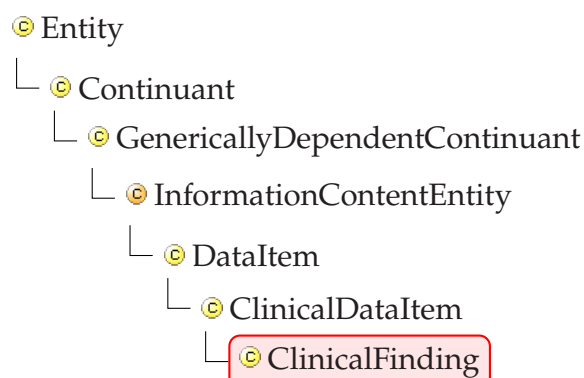 Entity
Continuant
GenericallyDependentContinuant
InformationContentEntity
DataItem
ClinicalDataItem
ClinicalFinding